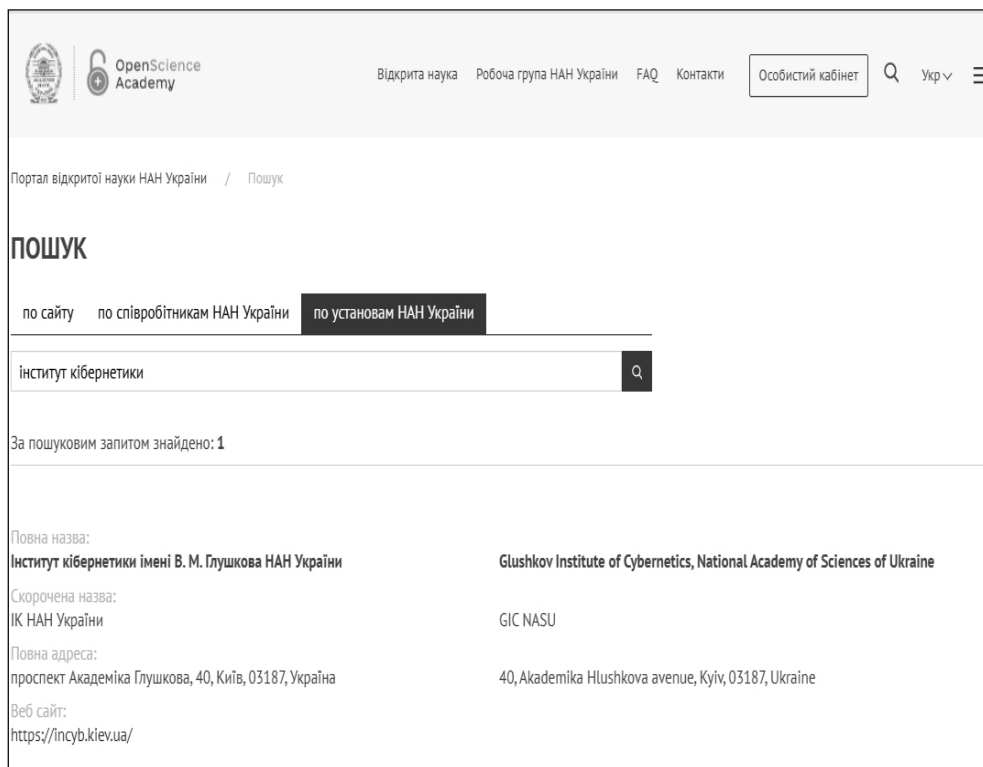 OpenScience
Academy
Відкрита наука Робоча група НАН України FAQ Контакти Особистий кабінет Укр
Портал відкритої науки НАН України / Пошук
ПОШУК
по сайту по співробітникам НАН України по установам НАН України
інститут кібернетики
За пошуковим запитом знайдено: 1
Повна назва:
Інститут кібернетики імені В. М. Глушкова НАН України Glushkov Institute of Cybernetics, National Academy of Sciences of Ukraine
Скорочена назва:
ІК НАН України GIC NASU
Повна адреса:
проспект Академіка Глушкова, 40, Київ, 03187, Україна 40, Akademika Hlushkova avenue, Kyiv, 03187, Ukraine
Веб сайт:
https://incyb.kiev.ua/